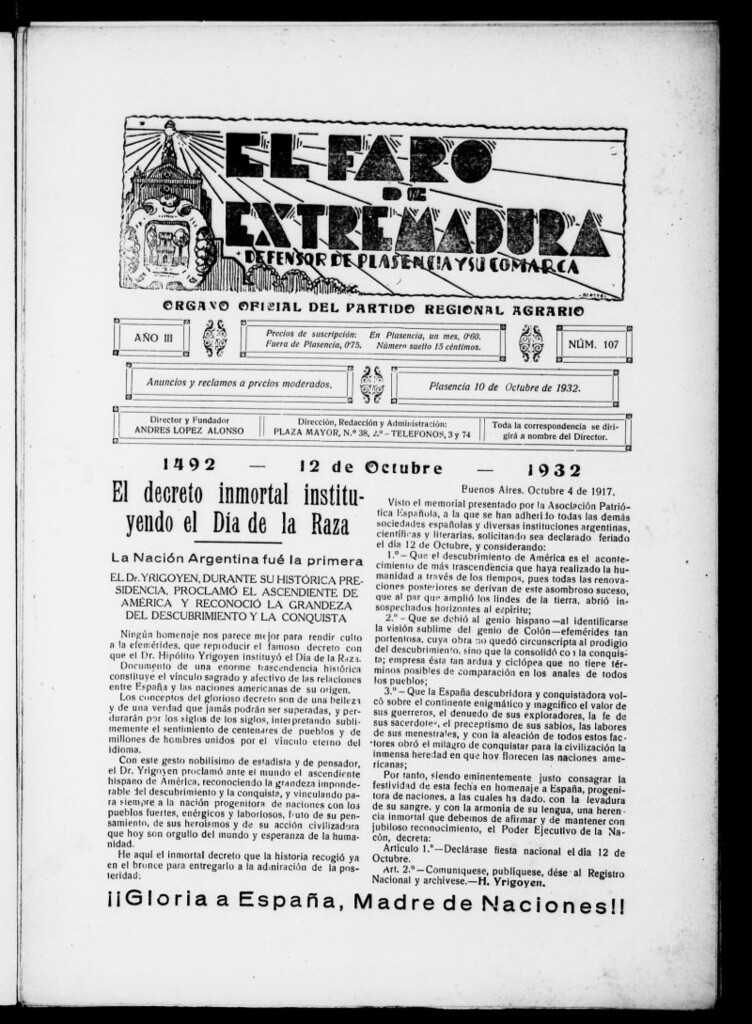 EL FARO
DE
EXTREMADURA
DEFENSOR DE PLASENCIA Y SU COMARCA
ORGANO OFICIAL DEL PARTIDO REGIONAL AGRARIO
AÑO III
Precios de suscripción: En Plasencia, un mes, 0'60.
Fuera de Plasencia, 0'75. Número suelto 15 céntimos.
NÚM. 107
Anuncios y reclamos a precios moderados.
Plasencia 10 de Octubre de 1932.
Director y Fundador
ANDRES LOPEZ ALONSO
Dirección, Redacción y Administración:
PLAZA MAYOR, N.º 38, 2.º - TELEFONOS, 3 y 74
Toda la correspondencia se diri-
girá a nombre del Director.
1492 — 12 de Octubre — 1932
El decreto inmortal institu-
yendo el Día de la Raza
La Nación Argentina fué la primera
EL Dr. YRIGOYEN, DURANTE SU HISTÓRICA PRE-
SIDENCIA, PROCLAMÓ EL ASCENDIENTE DE
AMÉRICA Y RECONOCIÓ LA GRANDEZA
DEL DESCUBRIMIENTO Y LA CONQUISTA
Ningún homenaje nos parece mejor para rendir culto
a la efemérides, que reproducir el famoso decreto con
que el Dr. Hipólito Yrigoyen instituyó el Día de la Raza.
Documento de una enorme trascendencia histórica
constituye el vínculo sagrado y afectivo de las relaciones
entre España y las naciones americanas de su origen.
Los conceptos del glorioso decreto son de una belleza
y de una verdad que jamás podrán ser superadas, y per-
durarán por los siglos de los siglos, interpretando subli-
memente el sentimiento de centenares de pueblos y de
millones de hombres unidos por el vínculo eterno del
idioma.
Con este gesto nobilísimo de estadista y de pensador,
el Dr. Yrigoyen proclamó ante el mundo el ascendiente
hispano de América, reconociendo la grandeza imponde-
rable del descubrimiento y la conquista, y vinculando pa-
ra siempre a la nación progenitora de naciones con los
pueblos fuertes, enérgicos y laboriosos, fruto de su pen-
samiento, de sus heroismos y de su acción civilizadora
que hoy son orgullo del mundo y esperanza de la huma-
nidad.
He aquí el inmortal decreto que la historia recogió ya
en el bronce para entregarlo a la admiración de la pos-
teridad:
Puenos Aires. Octubre 4 de 1917.
Visto el memorial presentado por la Asociación Patrió-
tica Española, a la que se han adherido todas las demás
sociedades españolas y diversas instituciones argentinas,
científicas y literarias, solicitando sea declarado feriado
el día 12 de Octubre, y considerando:
1.º – Que el descubrimiento de América es el aconte-
cimiento de más trascendencia que haya realizado la hu-
manidad a través de los tiempos, pues todas las renova-
ciones posteriores se derivan de este asombroso suceso,
que al par que amplió los lindes de la tierra, abrió in-
sospechados horizontes al espíritu;
2.º - Que se debió al genio hispano —al identificarse
la visión sublime del genio de Colón—efemérides tan
portentosa, cuya obra no quedó circunscripta al prodigio
del descubrimiento, sino que la consolidó con la conquis-
ta; empresa ésta tan ardua y ciclópea que no tiene tér-
minos posibles de comparación en los anales de todos
los pueblos;
3.º - Que la España descubridora y conquistadora vol-
có sobre el continente enigmático y magnífico el valor de
sus guerreros, el denuedo de sus exploradores, la fe de
sus sacerdotes, el preceptismo de sus sabios, las labores
de sus menestrales, y con la aleación de todos estos fac-
tores obró el milagro de conquistar para la civilización la
inmensa heredad en que hoy florecen las naciones ame-
ricanas;
Por tanto, siendo eminentemente justo consagrar la
festividad de esta fecha en homenaje a España, progeni-
tora de naciones, a las cuales ha dado, con la levadura
de su sangre, y con la armonía de su lengua, una heren-
cia inmortal que debemos de afirmar y de mantener con
jubiloso reconocimiento, el Poder Ejecutivo de la Na-
cón, decreta:
Artículo 1.º—Declárase fiesta nacional el día 12 de
Octubre.
Art. 2.º—Comuníquese, publíquese, dése al Registro
Nacional y archívese.—H. Yrigoyen.
¡¡Gloria a España, Madre de Naciones!!